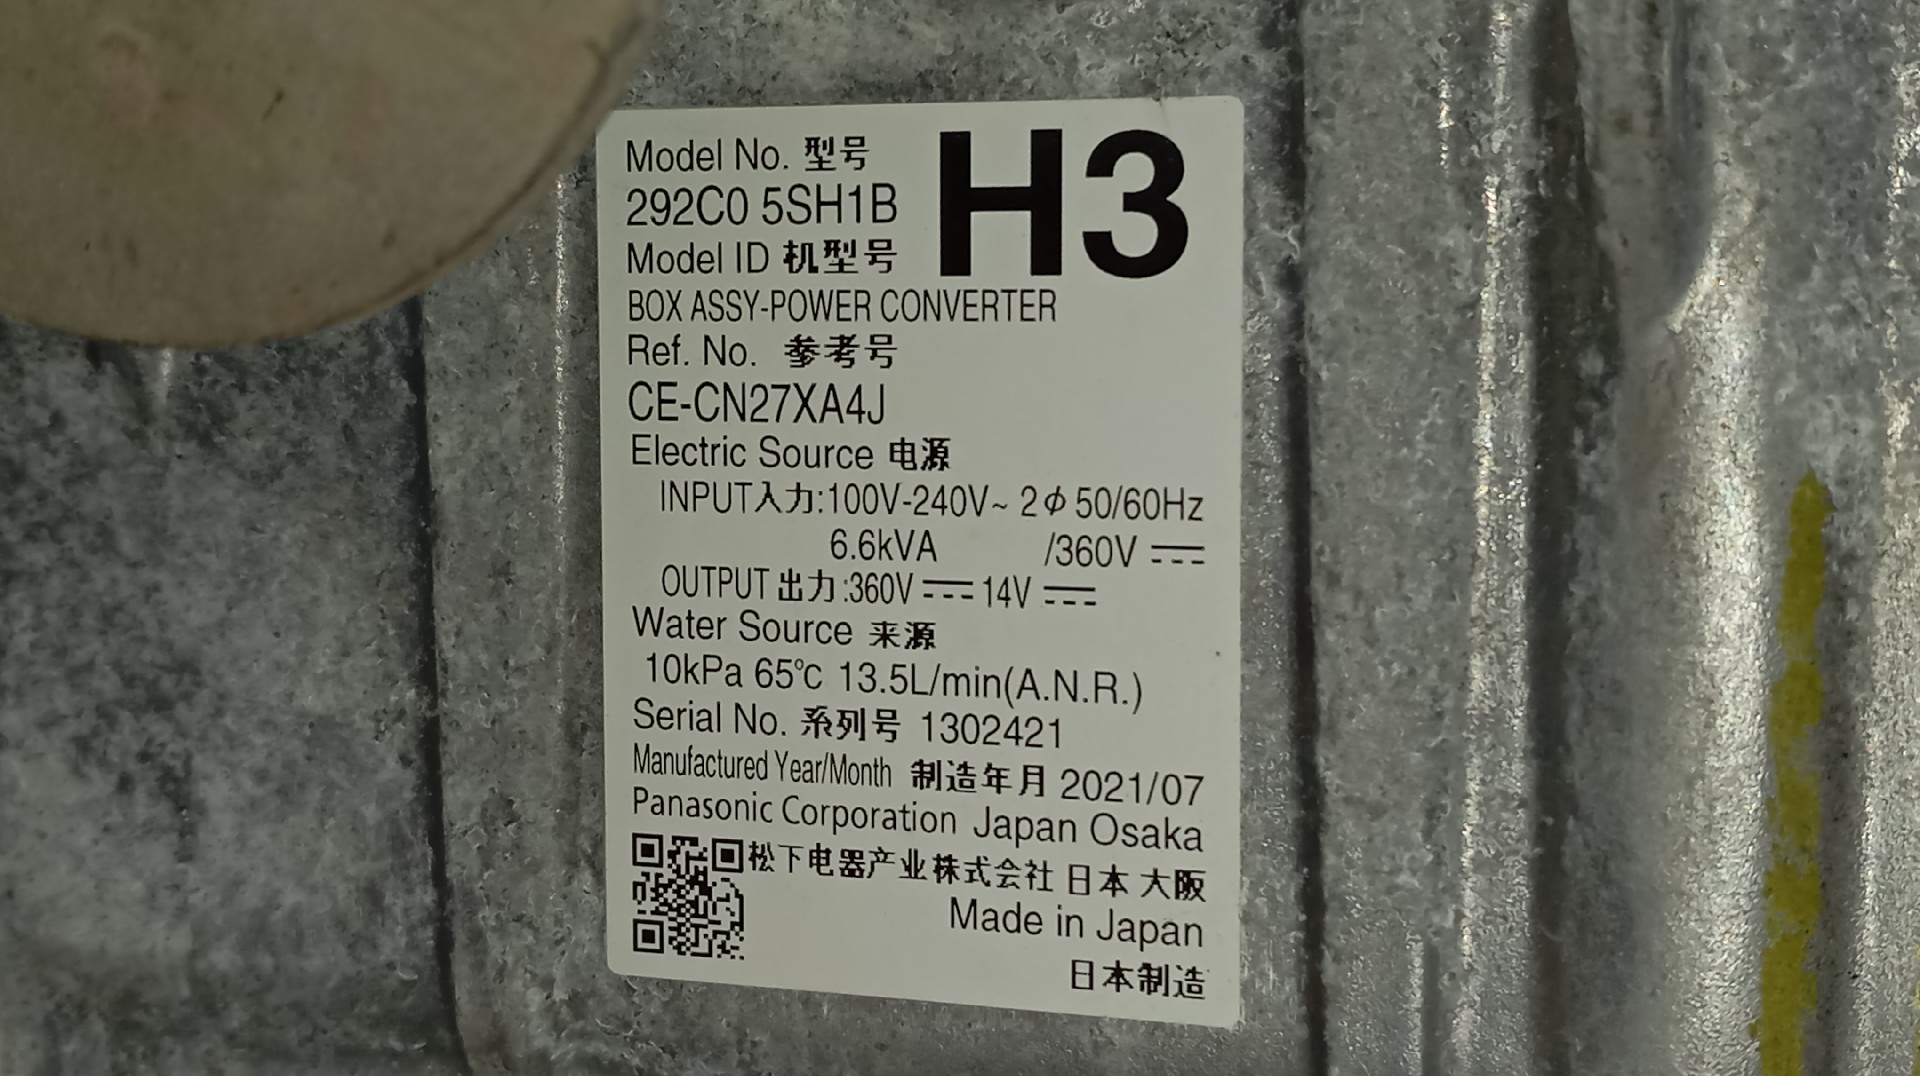 Model No. 型号
292C0 5SH1B
H3
Model ID 机型号
BOX ASSY-POWER CONVERTER
Ref. No. 参考号
CE-CN27XA4J
Electric Source 电源
INPUT入力:100V-240V~ 2φ 50/60Hz
6.6kVA /360V ⎓
OUTPUT 出力:360V ⎓ 14V ⎓
Water Source 来源
10kPa 65℃ 13.5L/min(A.N.R.)
Serial No. 系列号 1302421
Manufactured Year/Month 制造年月 2021/07
Panasonic Corporation Japan Osaka
松下电器产业株式会社 日本 大阪
Made in Japan
日本制造